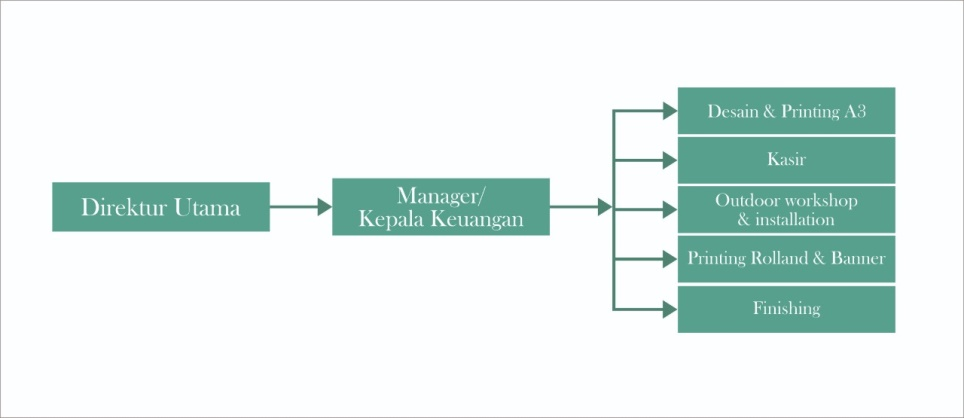 Direktur Utama
Manager/
Kepala Keuangan
Desain & Printing A3
Kasir
Outdoor workshop
& installation
Printing Rolland & Banner
Finishing